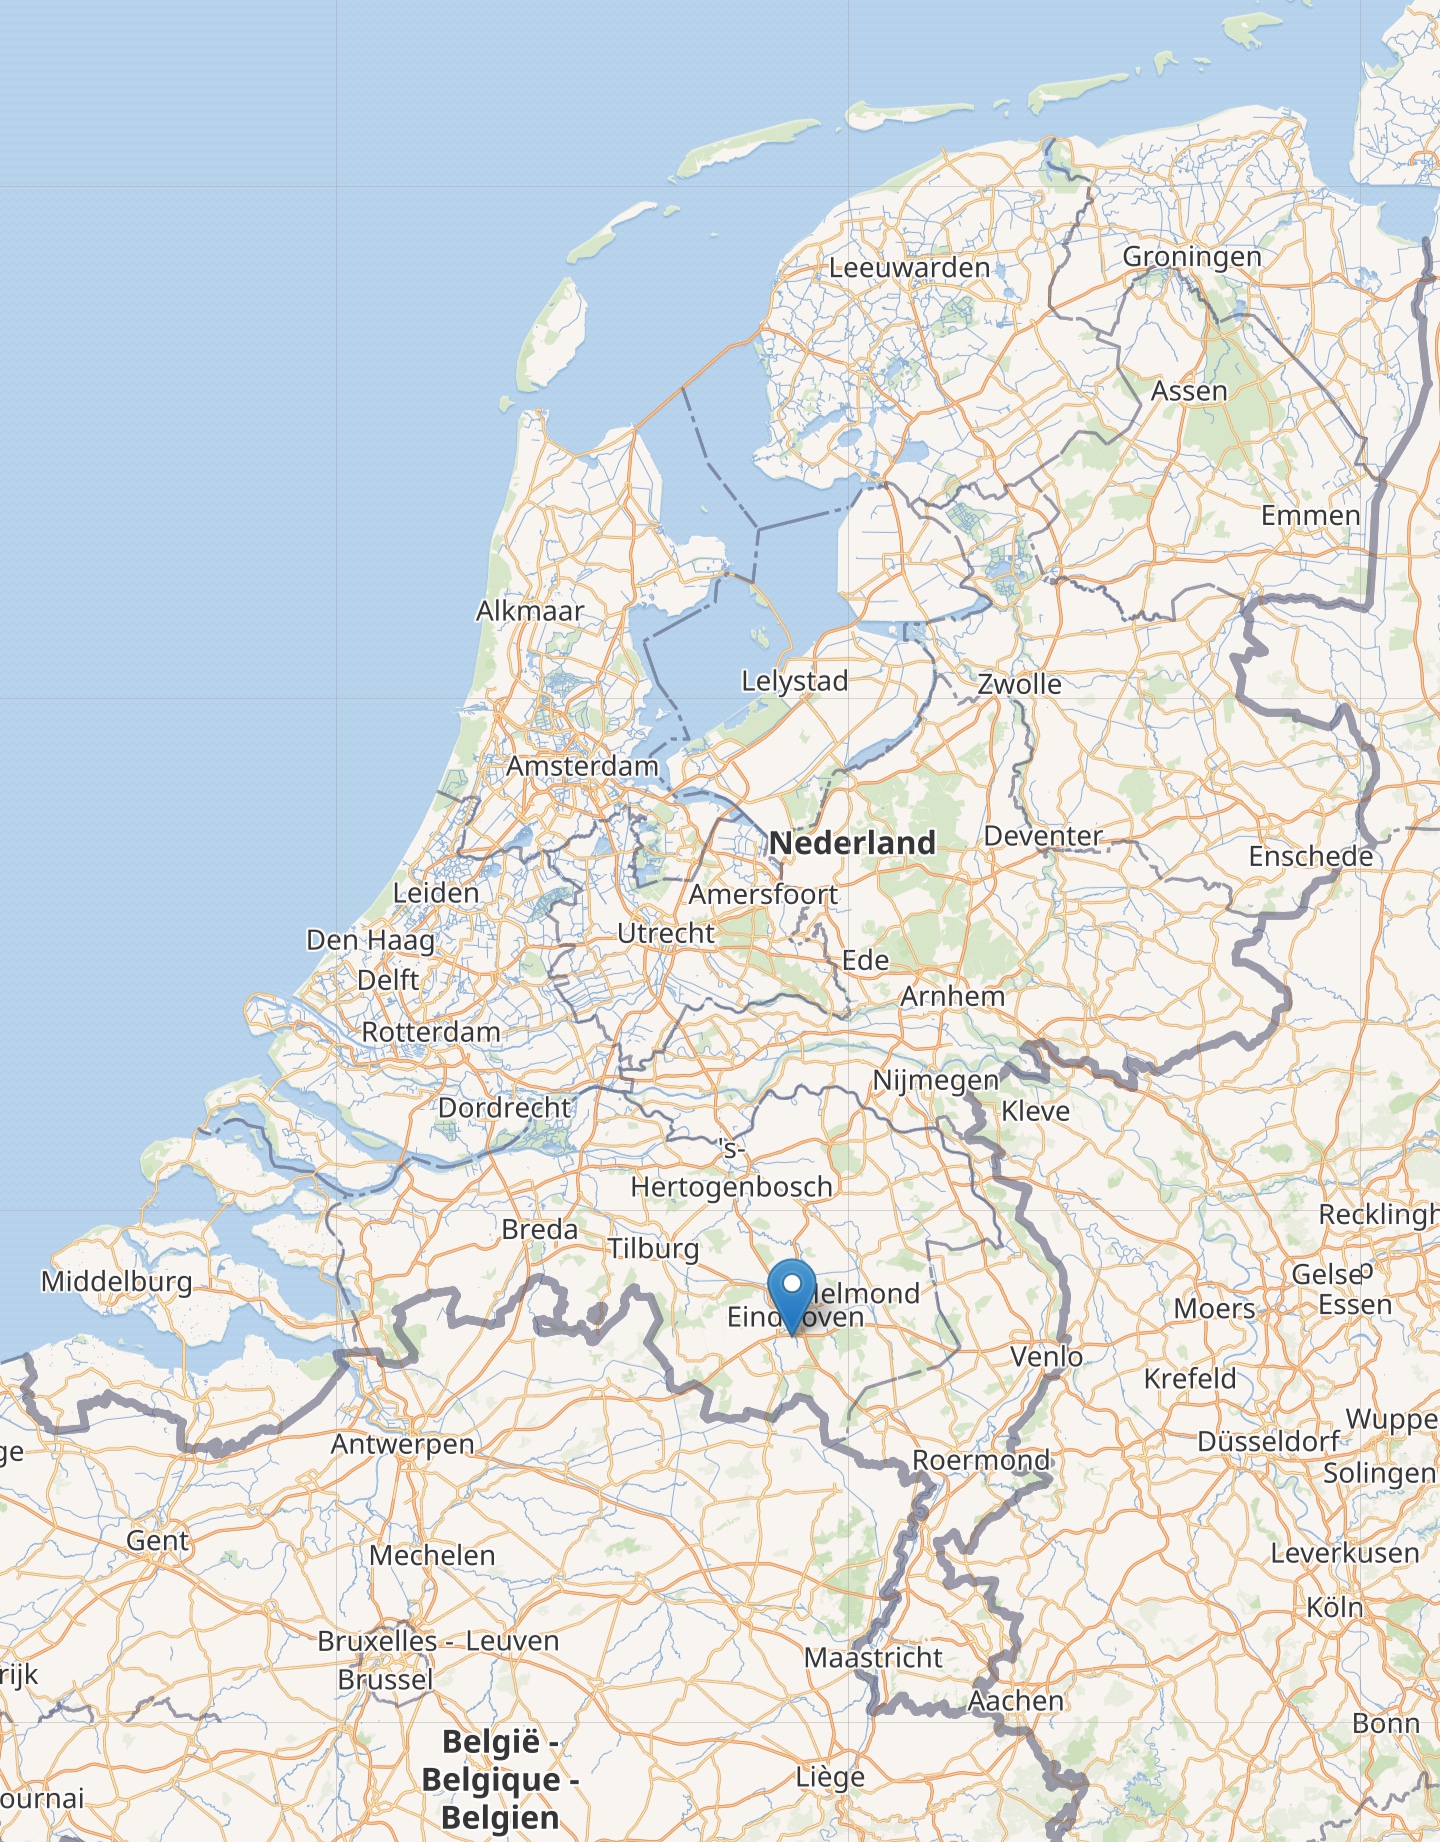 Leeuwarden
Groningen
Assen
Emmen
Alkmaar
Lelystad
Zwolle
Amsterdam
Nederland
Deventer
Enschede
Leiden
Amersfoort
Utrecht
Den Haag
Ede
Delft
Arnhem
Rotterdam
Nijmegen
Dordrecht
Kleve
's-
Hertogenbosch
Breda
Tilburg
Recklingh
Middelburg
Gelse
Moers
Essen
elmond
Eind oven
Venlo
Krefeld
Antwerpen
Wuppe
Düsseldorf
ge
Roermond
Solingen
Gent
Mechelen
Leverkusen
Köln
Bruxelles -
Brussel
Leuven
Maastricht
rijk
Aachen
Bonn
België -
Belgique -
Belgien
Liège
ournai